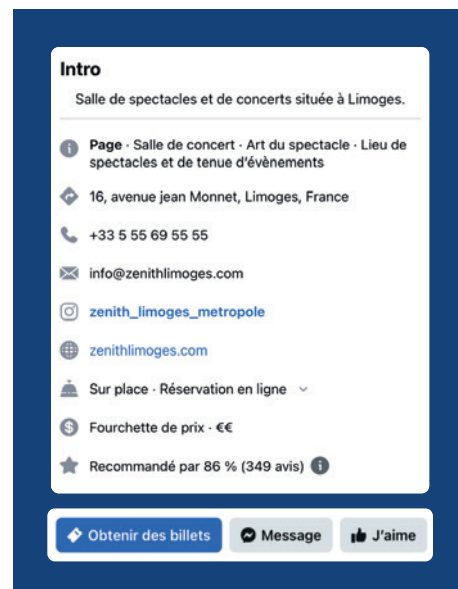 Intro
Salle de spectacles et de concerts située à Limoges.
Page · Salle de concert · Art du spectacle · Lieu de
spectacles et de tenue d'évènements
16, avenue jean Monnet, Limoges, France
+33 5 55 69 55 55
info@zenithlimoges.com
zenith_limoges_metropole
zenithlimoges.com
Sur place · Réservation en ligne
Fourchette de prix · €€
Recommandé par 86 % (349 avis)
Obtenir des billets Message J'aime